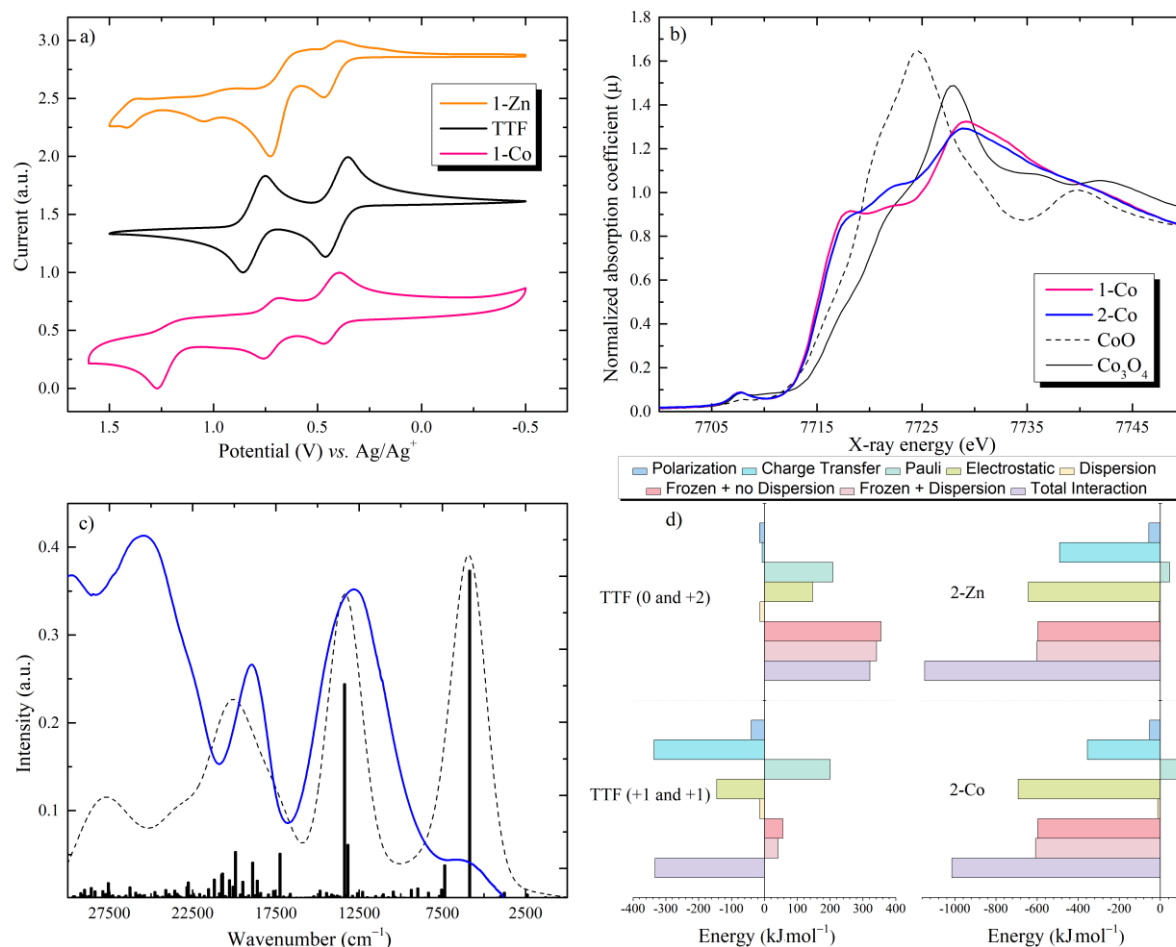 a)
3.0
2.5
2.0
1.5
1.0
0.5
0.0
Current (a.u.)
1-Zn
TTF
1-Co
1.5 1.0 0.5 0.0 -0.5
Potential (V) vs. Ag/Ag⁺
b)
1.8
1.6
1.4
1.2
1.0
0.8
0.6
0.4
0.2
0.0
Normalized absorption coefficient (μ)
1-Co
2-Co
CoO
Co₃O₄
7705 7715 7725 7735 7745
X-ray energy (eV)
c)
0.4
0.3
0.2
0.1
Intensity (a.u.)
27500 22500 17500 12500 7500 2500
Wavenumber (cm⁻¹)
Polarization Charge Transfer Pauli Electrostatic Dispersion
Frozen + no Dispersion Frozen + Dispersion Total Interaction
d)
TTF (0 and +2)
2-Zn
TTF (+1 and +1)
2-Co
-400 -300 -200 -100 0 100 200 300 400
Energy (kJ·mol⁻¹)
-1000 -800 -600 -400 -200 0
Energy (kJ·mol⁻¹)